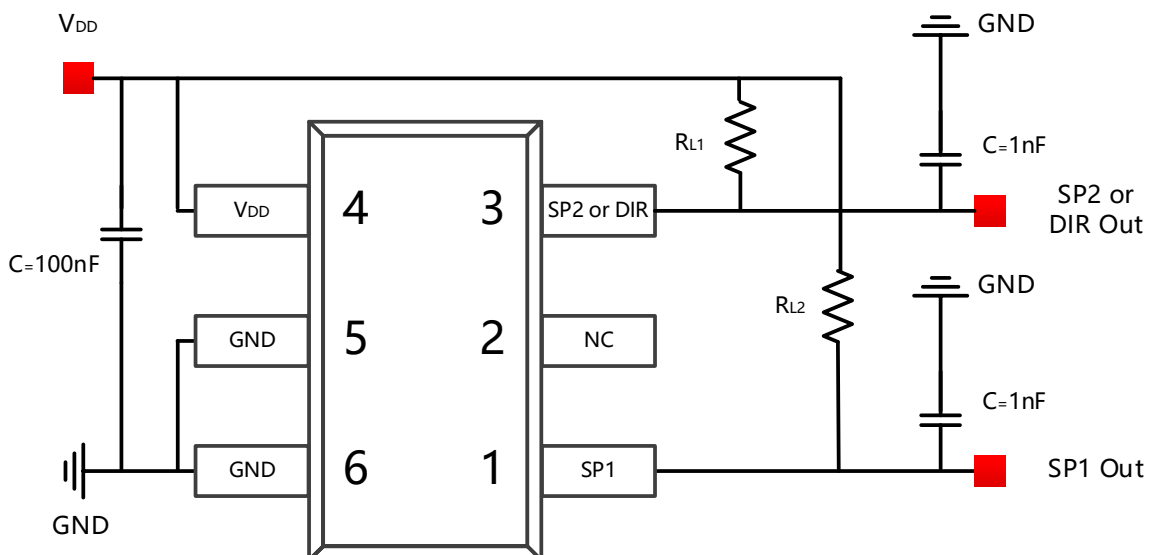 VDD
GND
RL1
C=1nF
VDD
4
3
SP2 or DIR
SP2 or
DIR Out
C=100nF
GND
RL2
GND
5
2
NC
C=1nF
GND
6
1
SP1
SP1 Out
GND